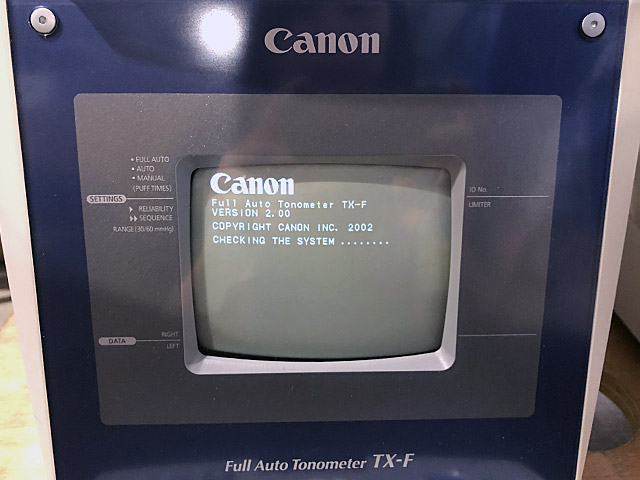 Canon
• FULL AUTO
• AUTO
• MANUAL
(PUFF TIMES)
SETTINGS
RELIABILITY
SEQUENCE
RANGE (30/60 mmHg)
Canon
Full Auto Tonometer TX-F
VERSION 2.00
COPYRIGHT CANON INC. 2002
CHECKING THE SYSTEM ........
ID No.
LIMITER
DATA
RIGHT
LEFT
Full Auto Tonometer TX-F